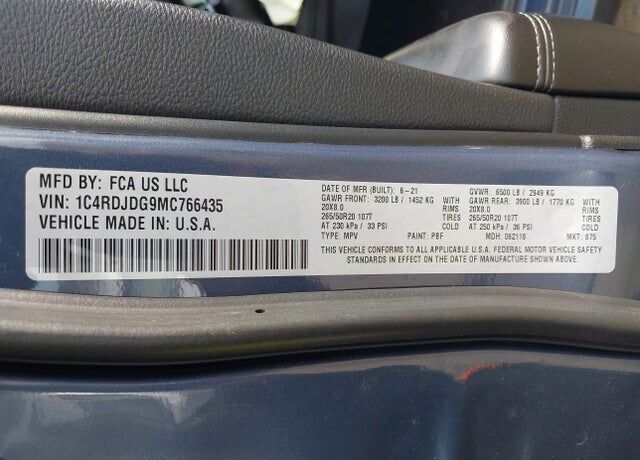 MFD BY: FCA US LLC
VIN: 1C4RDJDG9MC766435
VEHICLE MADE IN U.S.A.
DATE OF MFR (BUILT): 6-21 GVWR: 6500 LB / 2949 KG
GAWR FRONT: 3200 LB / 1452 KG WITH GAWR REAR: 3900 LB / 1770 KG WITH
20X8.0 RIMS 20X8.0 RIMS
265/50R20 107T TIRES 265/50R20 107T TIRES
AT 230 kPa / 33 PSI COLD AT 250 kPa / 36 PSI COLD
TYPE: MPV PAINT: PBF MDH: 062118 MKT: 875
THIS VEHICLE CONFORMS TO ALL APPLICABLE U.S.A. FEDERAL MOTOR VEHICLE SAFETY
STANDARDS IN EFFECT ON THE DATE OF MANUFACTURE SHOWN ABOVE.